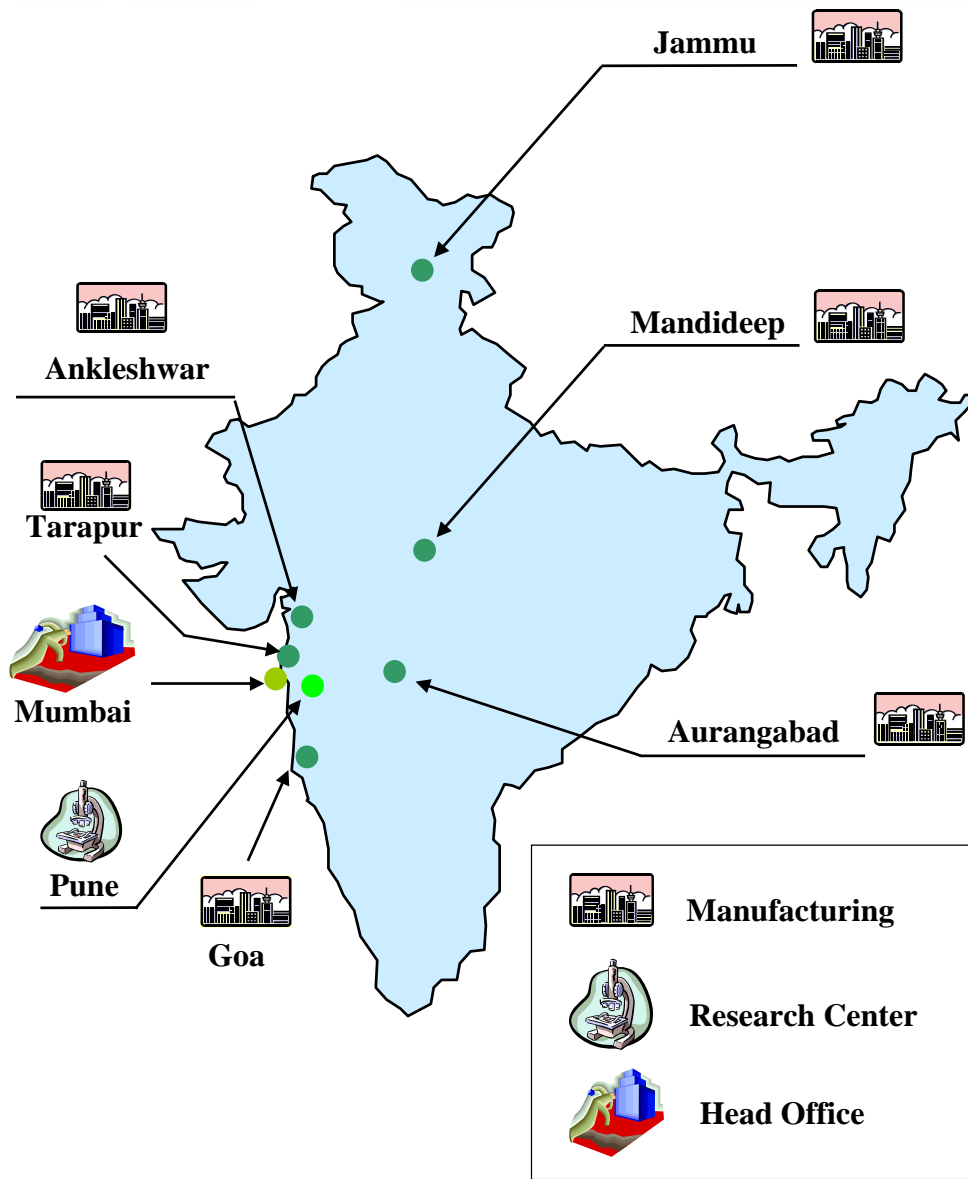 Jammu
Mandideep
Ankleshwar
Tarapur
Mumbai
Aurangabad
Pune
Goa
Manufacturing
Research Center
Head Office